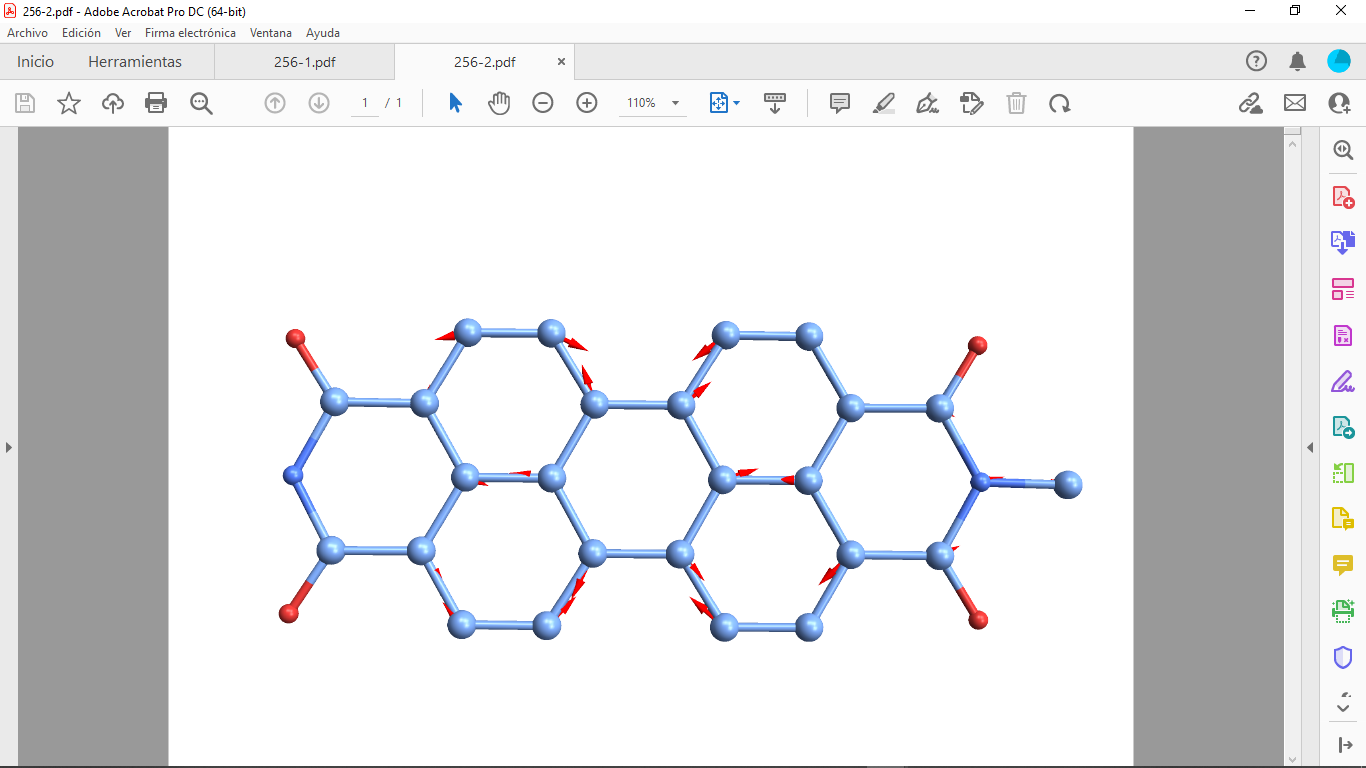 256-2.pdf - Adobe Acrobat Pro DC (64-bit)
Archivo Edición Ver Firma electrónica Ventana Ayuda
Inicio Herramientas 256-1.pdf 256-2.pdf
1 / 1 110%